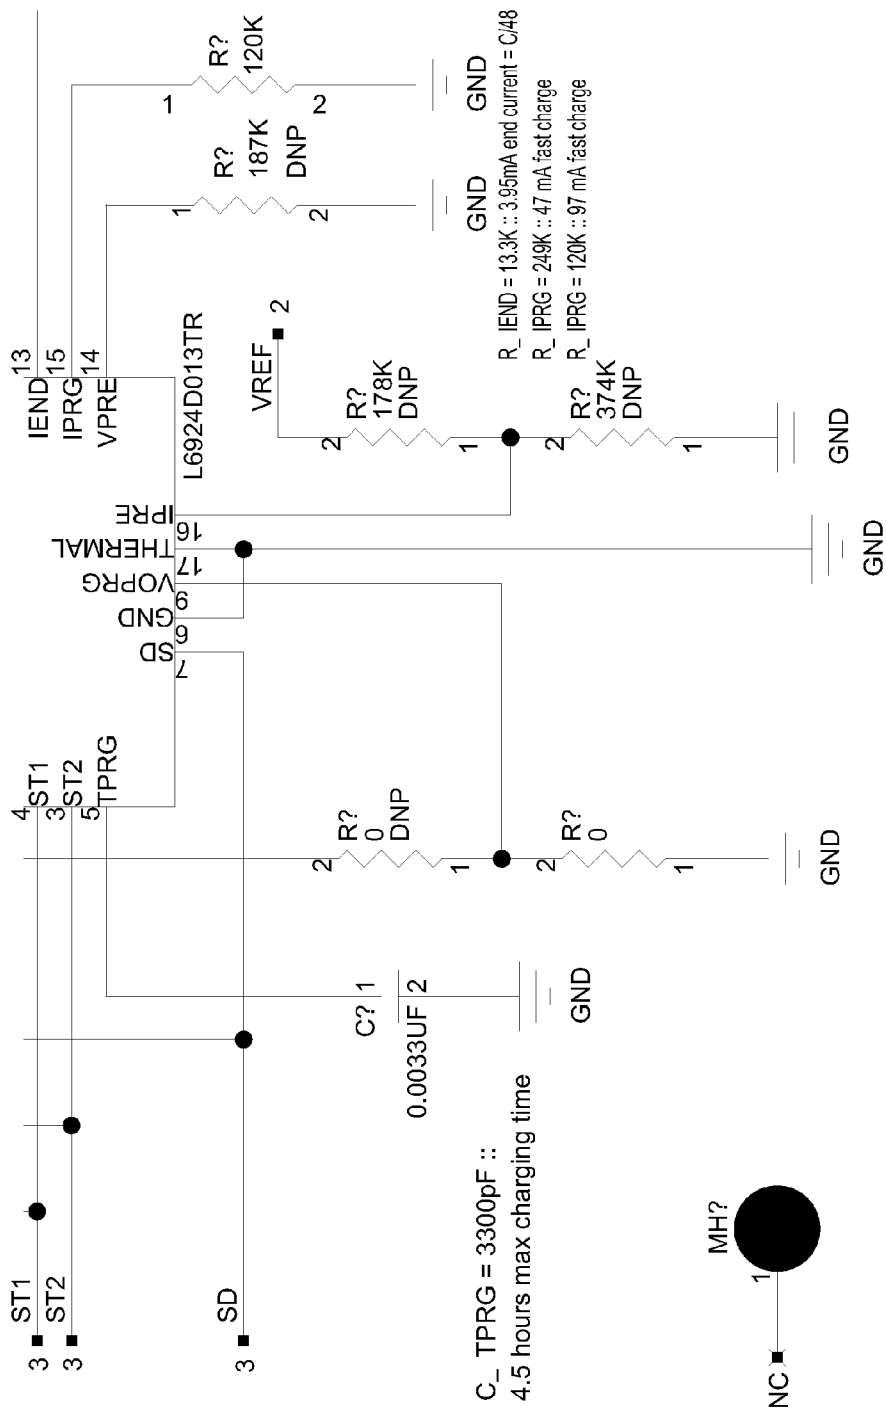 ST1
3
ST2
3
SD
3
4
ST1
3
ST2
5
TPRG
IEND
13
IPRG
15
VPRE
14
L6924D013TR
SD
7
GND
6
VOPRG
9
THERMAL
17
IPRE
16
1
R?
120K
2
GND
1
R?
187K
DNP
2
GND
VREF
2
2
R?
178K
DNP
1
2
R?
374K
DNP
1
GND
GND
2
R?
0
DNP
1
2
R?
0
1
GND
C?
1
0.0033UF
2
GND
C_ TPRG = 3300pF ::
4.5 hours max charging time
R_ IEND = 13.3K :: 3.95mA end current = C/48
R_ IPRG = 249K :: 47 mA fast charge
R_ IPRG = 120K :: 97 mA fast charge
NC
1
MH?